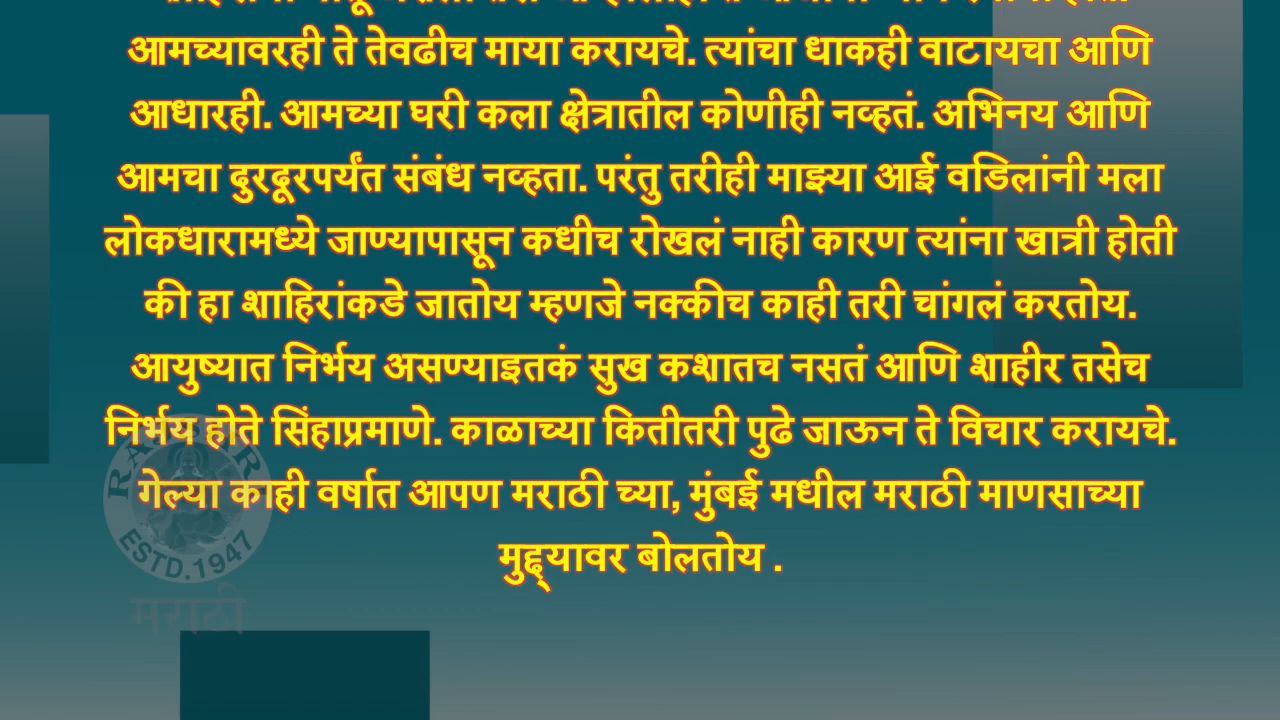 आमच्यावरही ते तेवढीच माया करायचे. त्यांचा धाकही वाटायचा आणि
आधारही. आमच्या घरी कला क्षेत्रातील कोणीही नव्हतं. अभिनय आणि
आमचा दुरदूरपर्यंत संबंध नव्हता. परंतु तरीही माझ्या आई वडिलांनी मला
लोकधारामध्ये जाण्यापासून कधीच रोखलं नाही कारण त्यांना खात्री होती
की हा शाहिरांकडे जातोय म्हणजे नक्कीच काही तरी चांगलं करतोय.
आयुष्यात निर्भय असण्याइतकं सुख कशातच नसतं आणि शाहीर तसेच
निर्भय होते सिंहाप्रमाणे. काळाच्या कितीतरी पुढे जाऊन ते विचार करायचे.
गेल्या काही वर्षात आपण मराठी च्या, मुंबई मधील मराठी माणसाच्या
मुद्द्यावर बोलतोय .
ESTD.1947
मराठी